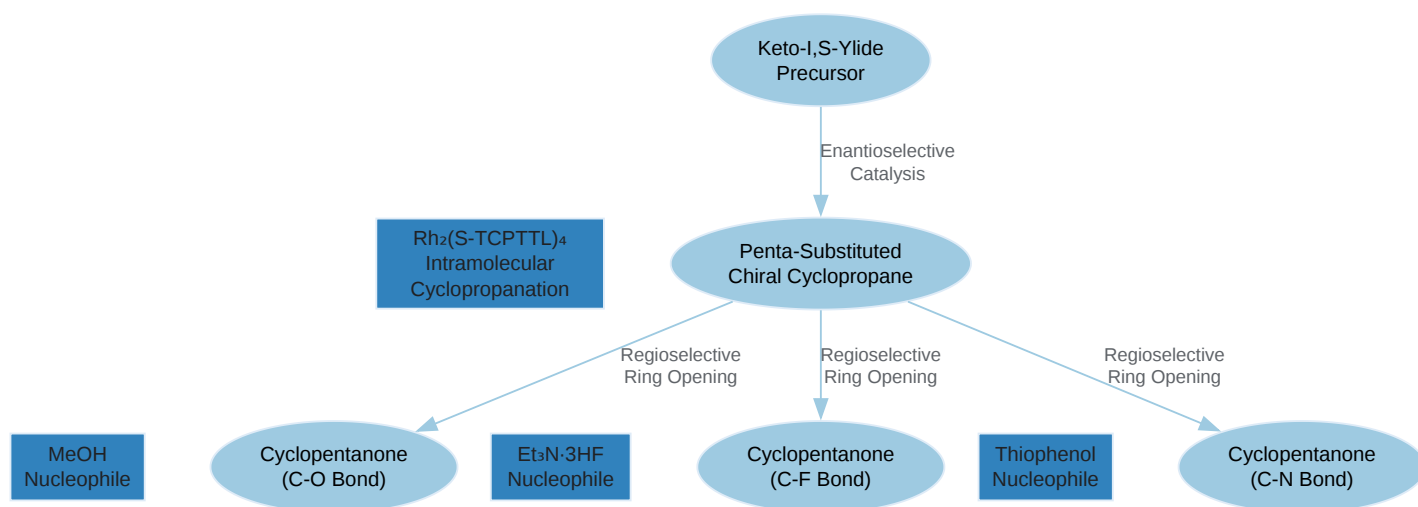 Keto-I,S-Ylide
Precursor
Enantioselective
Catalysis
Rh₂(S-TCPTTL)₄
Intramolecular
Cyclopropanation
Penta-Substituted
Chiral Cyclopropane
Regioselective
Ring Opening
Regioselective
Ring Opening
Regioselective
Ring Opening
MeOH
Nucleophile
Cyclopentanone
(C-O Bond)
Et₃N·3HF
Nucleophile
Cyclopentanone
(C-F Bond)
Thiophenol
Nucleophile
Cyclopentanone
(C-N Bond)